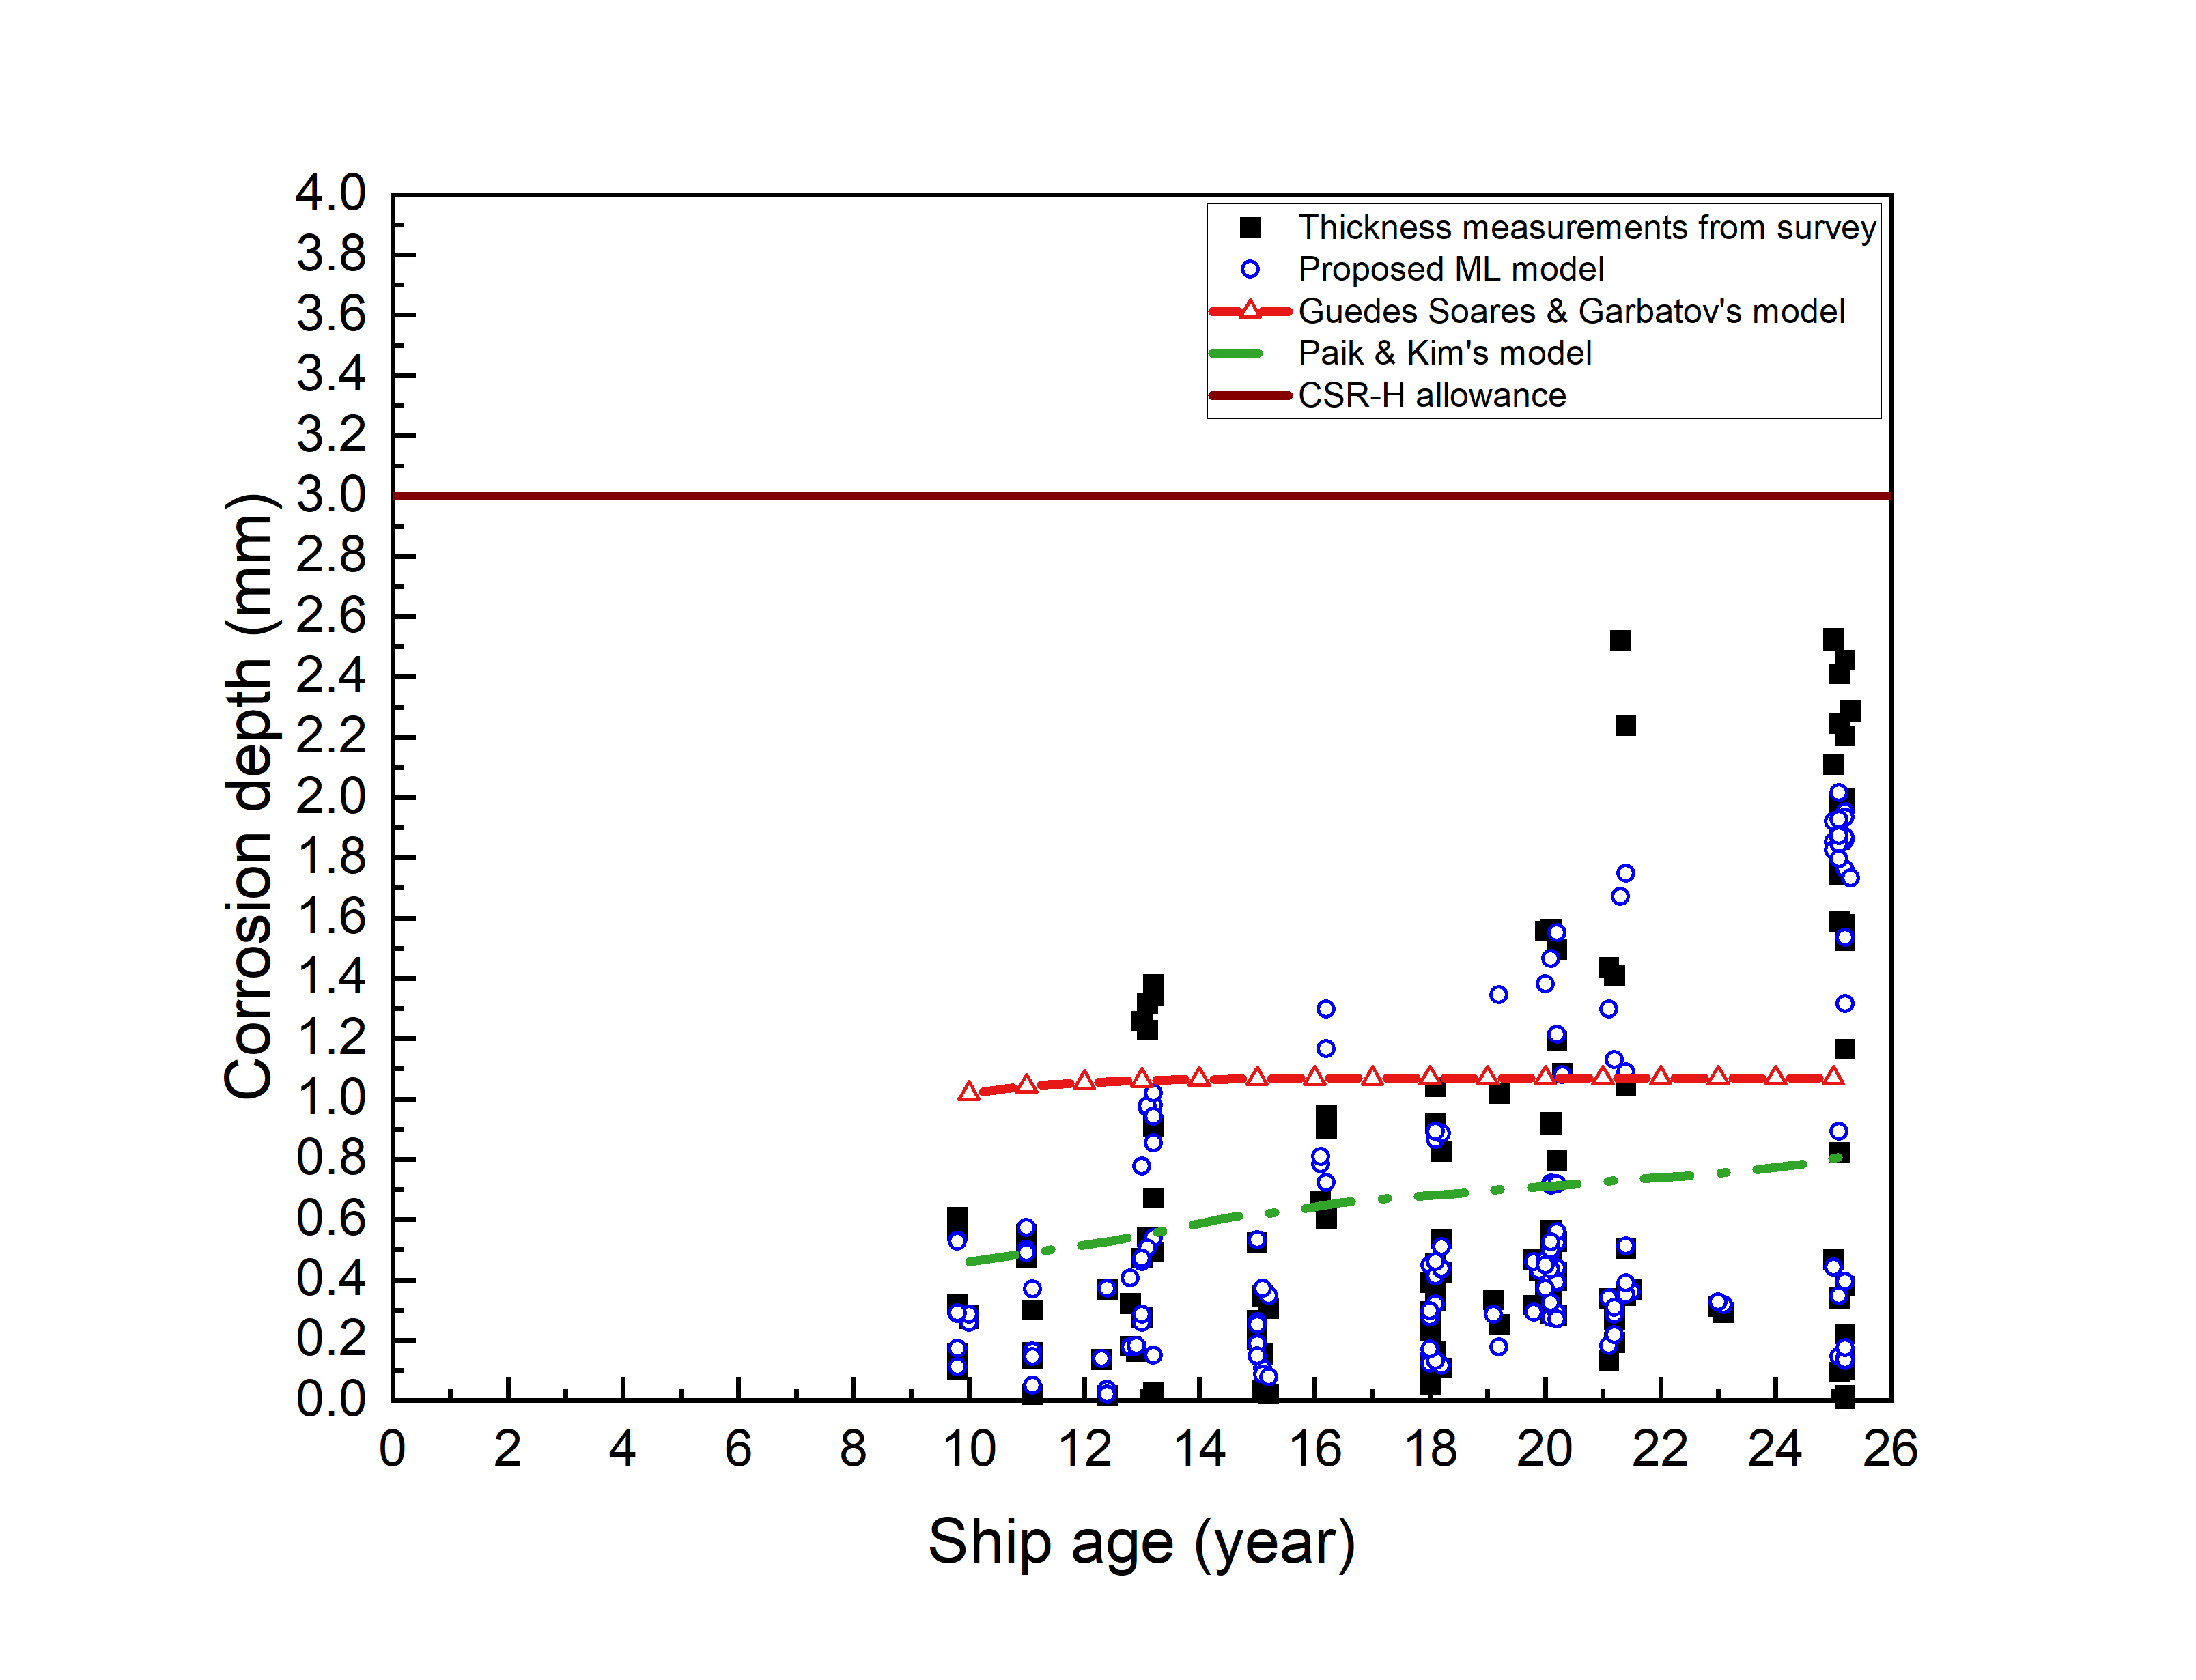 Thickness measurements from survey
Proposed ML model
Guedes Soares & Garbatov's model
Paik & Kim's model
CSR-H allowance
4.0
3.8
3.6
3.4
3.2
3.0
2.8
2.6
2.4
2.2
2.0
1.8
1.6
1.4
1.2
1.0
0.8
0.6
0.4
0.2
0.0
Corrosion depth (mm)
0 2 4 6 8 10 12 14 16 18 20 22 24 26
Ship age (year)